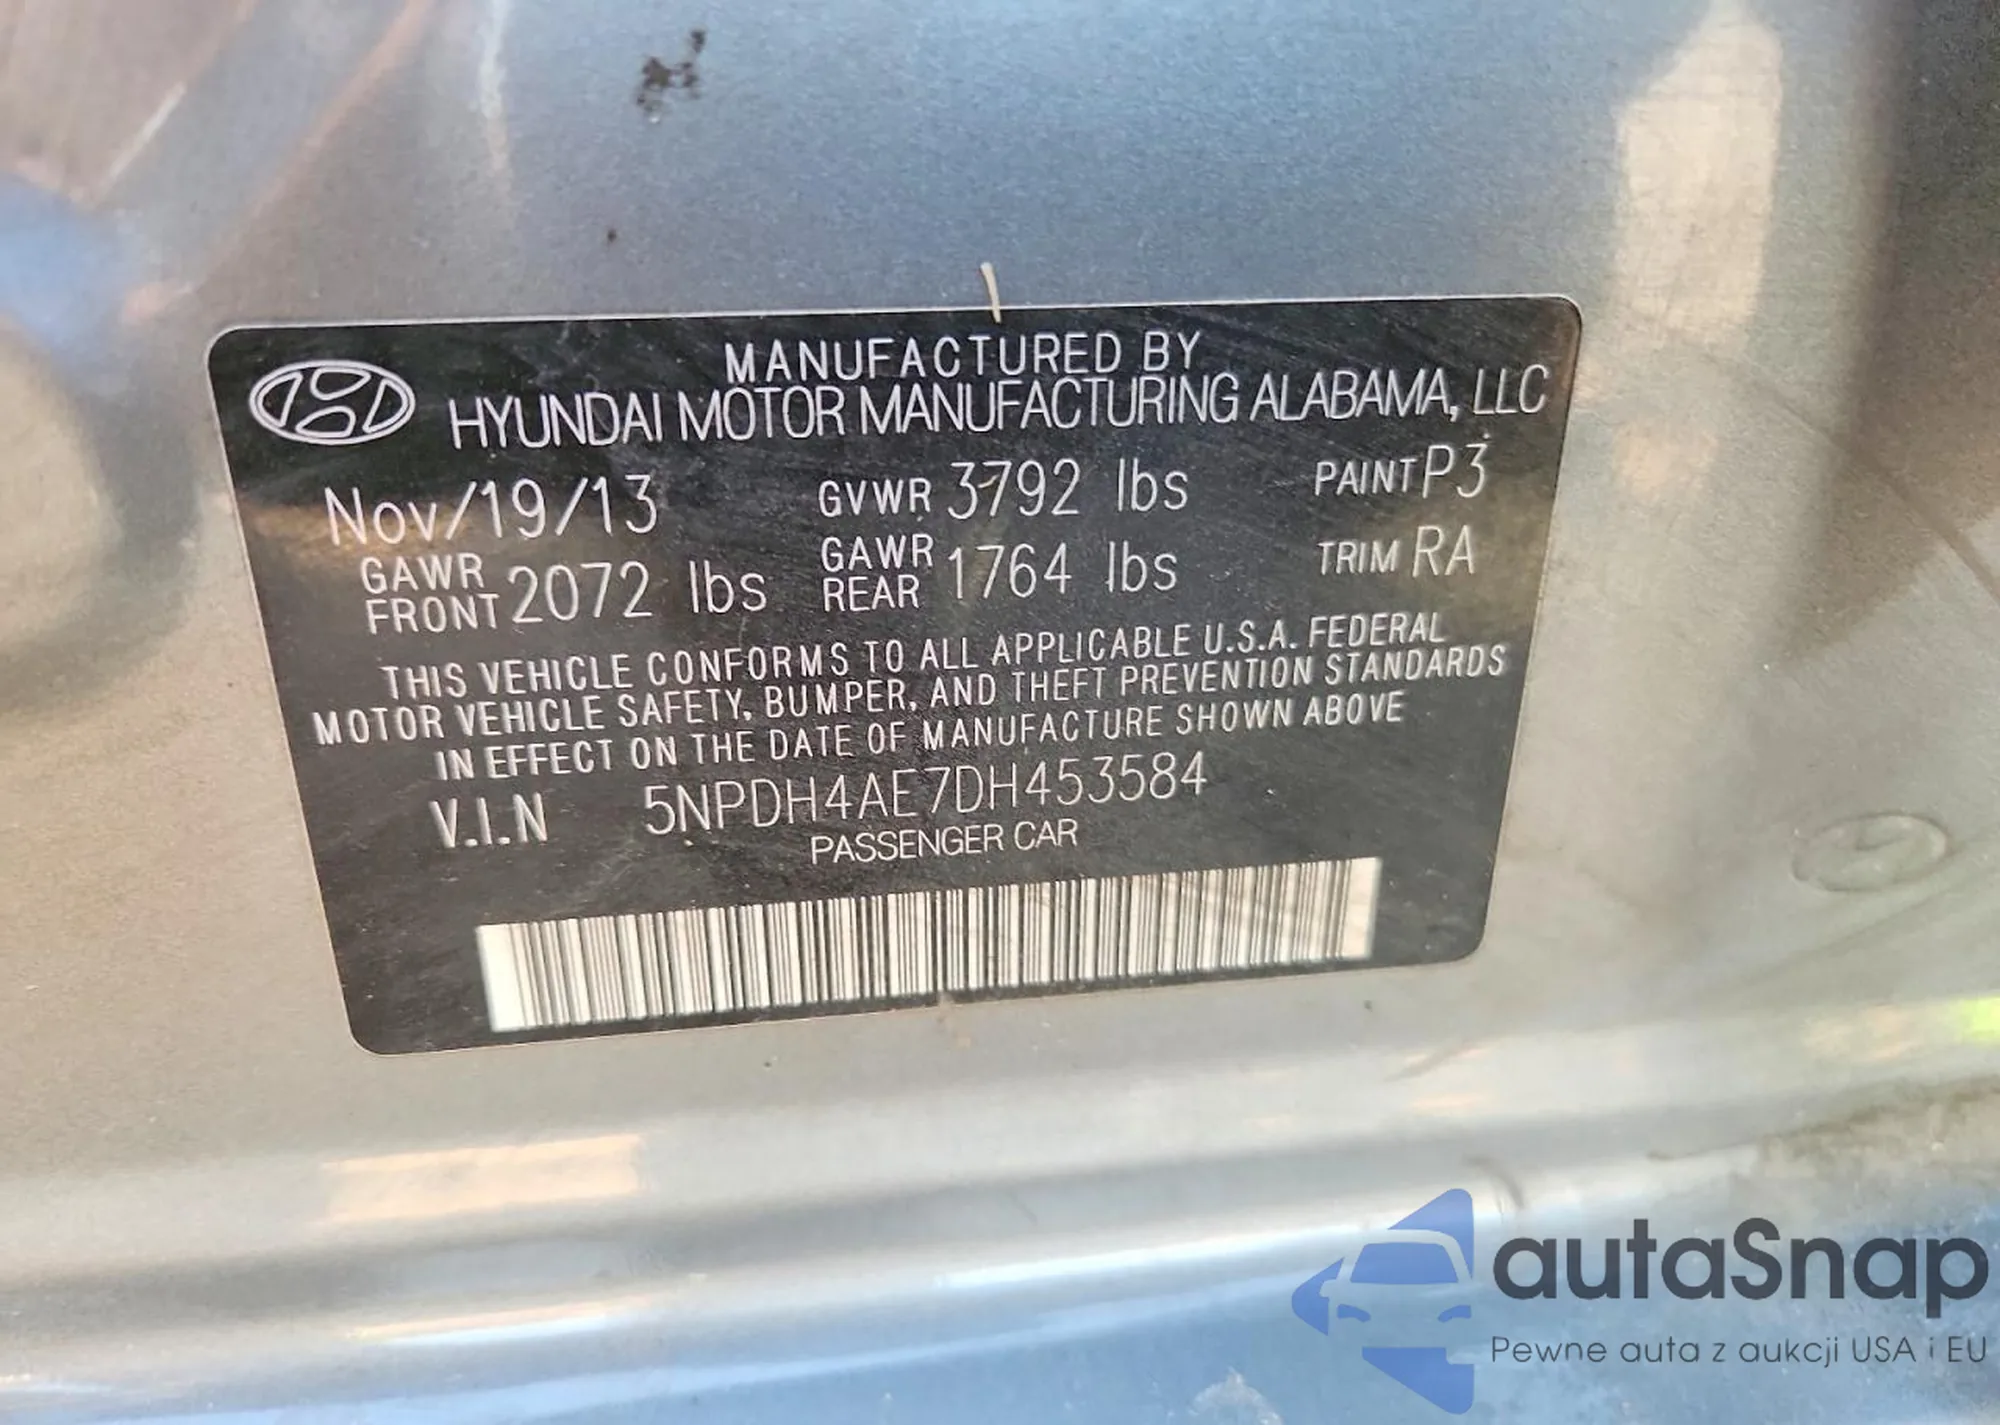 MANUFACTURED BY
HYUNDAI MOTOR MANUFACTURING ALABAMA, LLC
Nov/19/13 GVWR 3792 lbs PAINT P3
GAWR FRONT 2072 lbs GAWR REAR 1764 lbs TRIM RA
THIS VEHICLE CONFORMS TO ALL APPLICABLE U.S.A. FEDERAL
MOTOR VEHICLE SAFETY, BUMPER, AND THEFT PREVENTION STANDARDS
IN EFFECT ON THE DATE OF MANUFACTURE SHOWN ABOVE
V.I.N 5NPDH4AE7DH453584
PASSENGER CAR
autaSnap
Pewne auta z aukcji USA i EU